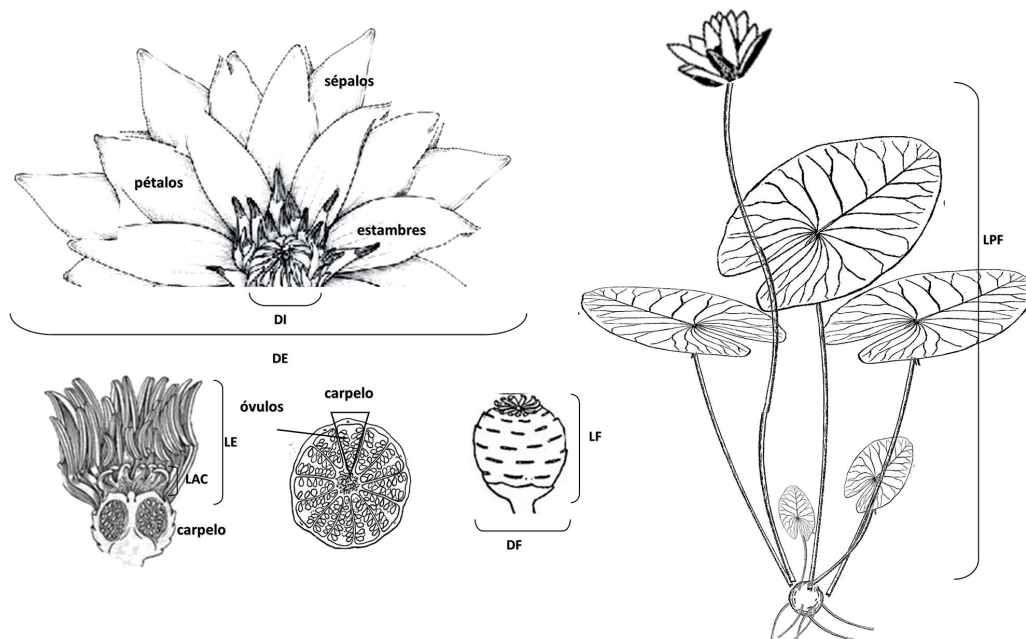 sépalos
pétalos
estambres
DI
DE
LPF
carpelo
óvulos
LE
LAC
carpelo
LF
DF